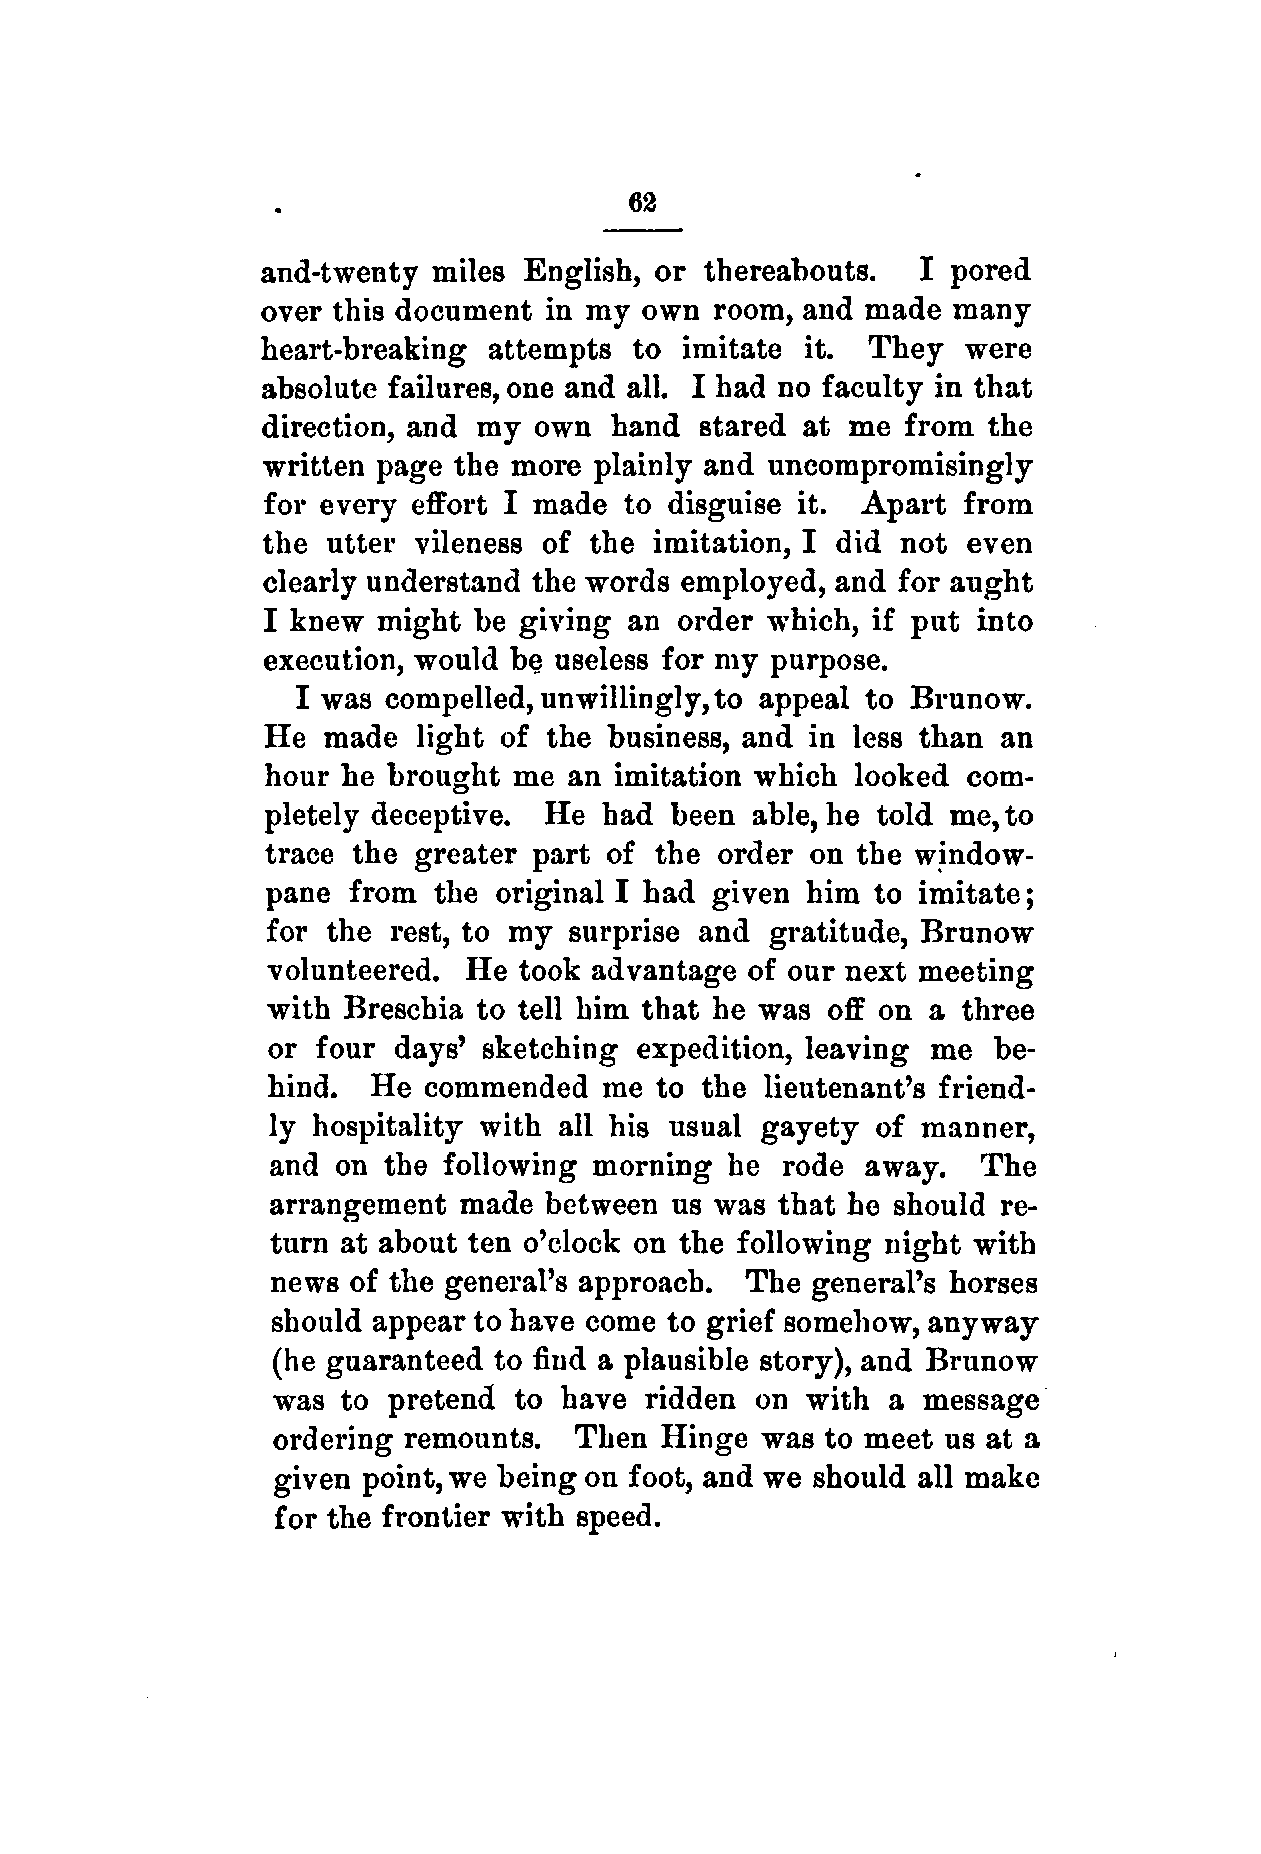 62
and-twenty miles English, or thereabouts. I pored
over this document in my own room, and made many
heart-breaking attempts to imitate it. They were
absolute failures, one and all. I had no faculty in that
direction, and my own hand stared at me from the
written page the more plainly and uncompromisingly
for every effort I made to disguise it. Apart from
the utter vileness of the imitation, I did not even
clearly understand the words employed, and for aught
I knew might be giving an order which, if put into
execution, would be useless for my purpose.
I was compelled, unwillingly, to appeal to Brunow.
He made light of the business, and in less than an
hour he brought me an imitation which looked com-
pletely deceptive. He had been able, he told me, to
trace the greater part of the order on the window-
pane from the original I had given him to imitate;
for the rest, to my surprise and gratitude, Brunow
volunteered. He took advantage of our next meeting
with Breschia to tell him that he was off on a three
or four days' sketching expedition, leaving me be-
hind. He commended me to the lieutenant's friend-
ly hospitality with all his usual gayety of manner,
and on the following morning he rode away. The
arrangement made between us was that he should re-
turn at about ten o'clock on the following night with
news of the general's approach. The general's horses
should appear to have come to grief somehow, anyway
(he guaranteed to find a plausible story), and Brunow
was to pretend to have ridden on with a message
ordering remounts. Then Hinge was to meet us at a
given point, we being on foot, and we should all make
for the frontier with speed.